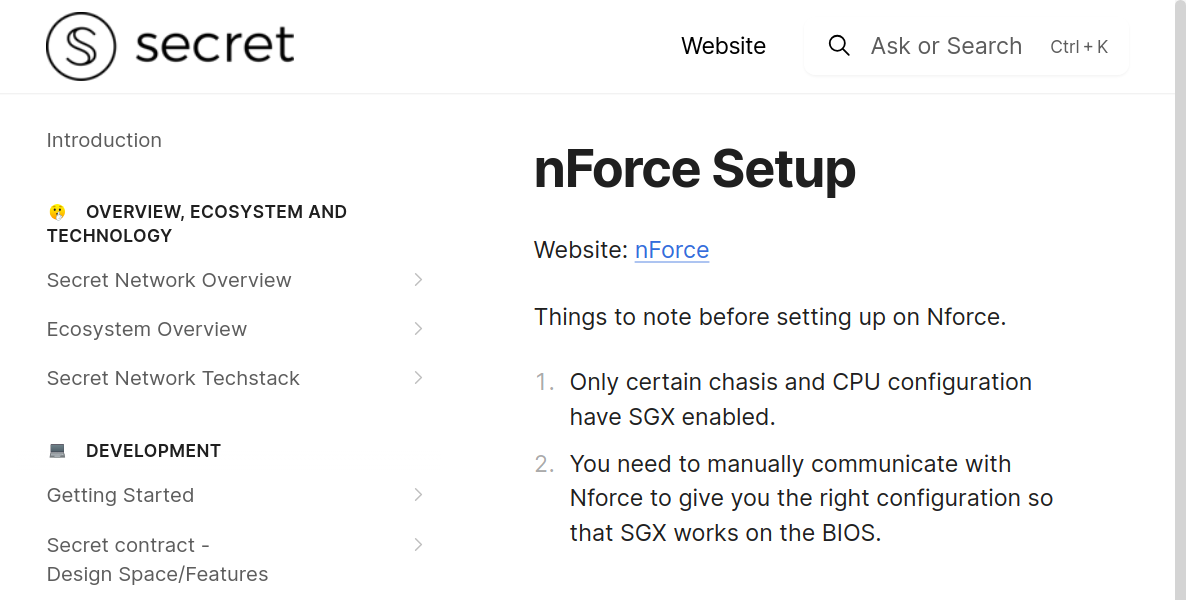 secret
Website
Ask or Search
Ctrl + K
Introduction
OVERVIEW, ECOSYSTEM AND
TECHNOLOGY
Secret Network Overview
Ecosystem Overview
Secret Network Techstack
DEVELOPMENT
Getting Started
Secret contract -
Design Space/Features
nForce Setup
Website: nForce
Things to note before setting up on Nforce.
1. Only certain chasis and CPU configuration
have SGX enabled.
2. You need to manually communicate with
Nforce to give you the right configuration so
that SGX works on the BIOS.